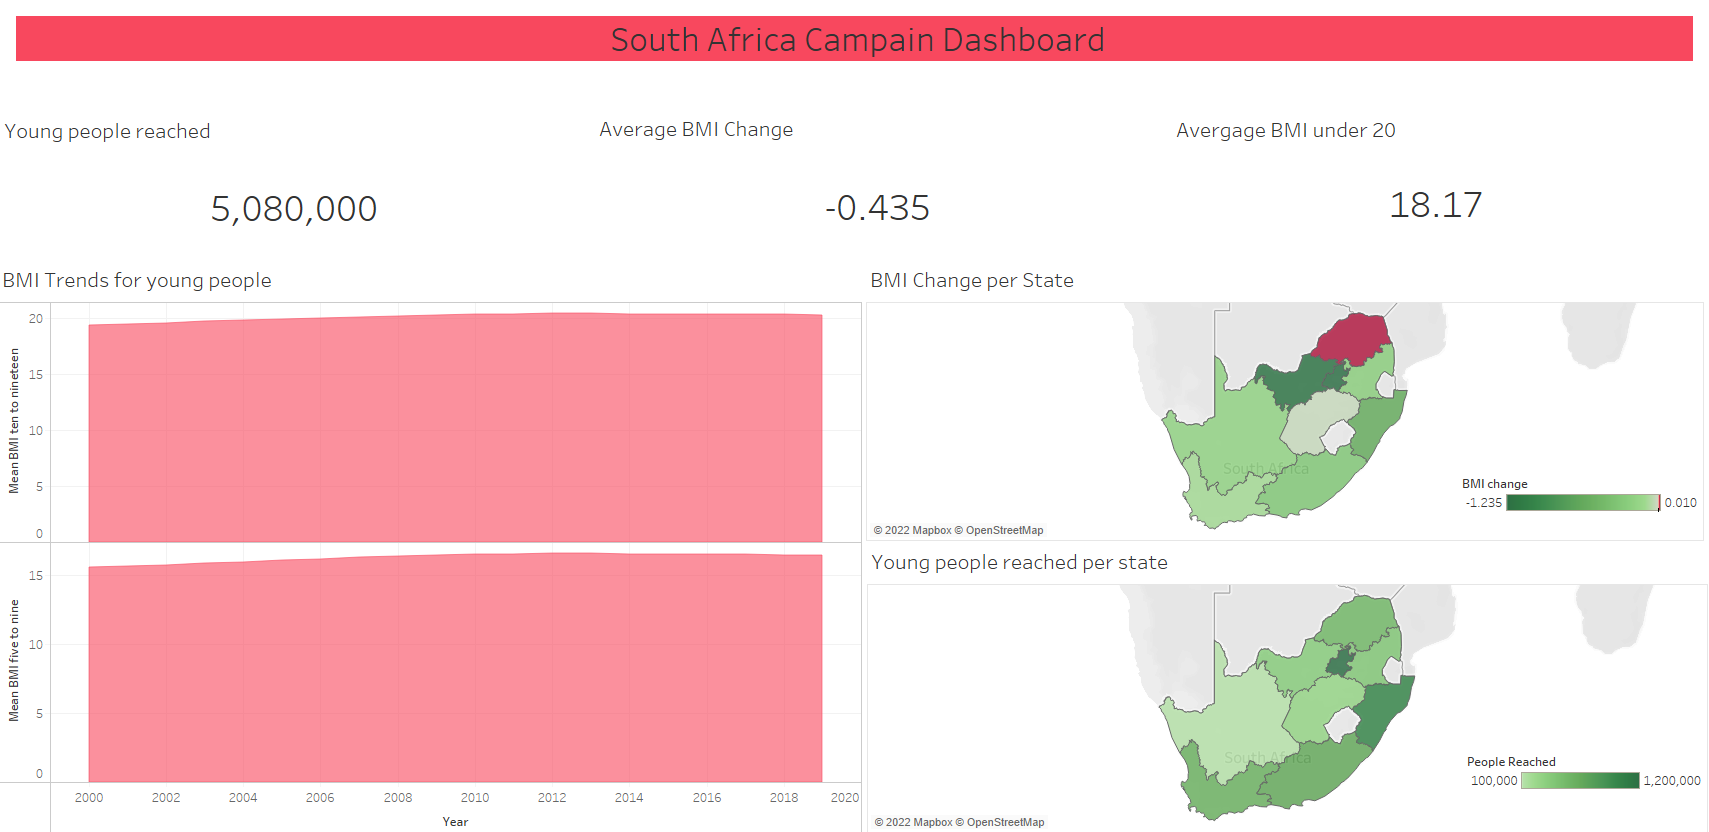 South Africa Campain Dashboard
Young people reached
Average BMI Change
Avergage BMI under 20
5,080,000
-0.435
18.17
BMI Trends for young people
20
15
10
5
0
Mean BMI ten to nineteen
15
10
5
0
Mean BMI five to nine
2000 2002 2004 2006 2008 2010 2012 2014 2016 2018 2020
Year
BMI Change per State
South Africa
BMI change
-1.235 0.010
© 2022 Mapbox © OpenStreetMap
Young people reached per state
South Africa
People Reached
100,000 1,200,000
© 2022 Mapbox © OpenStreetMap